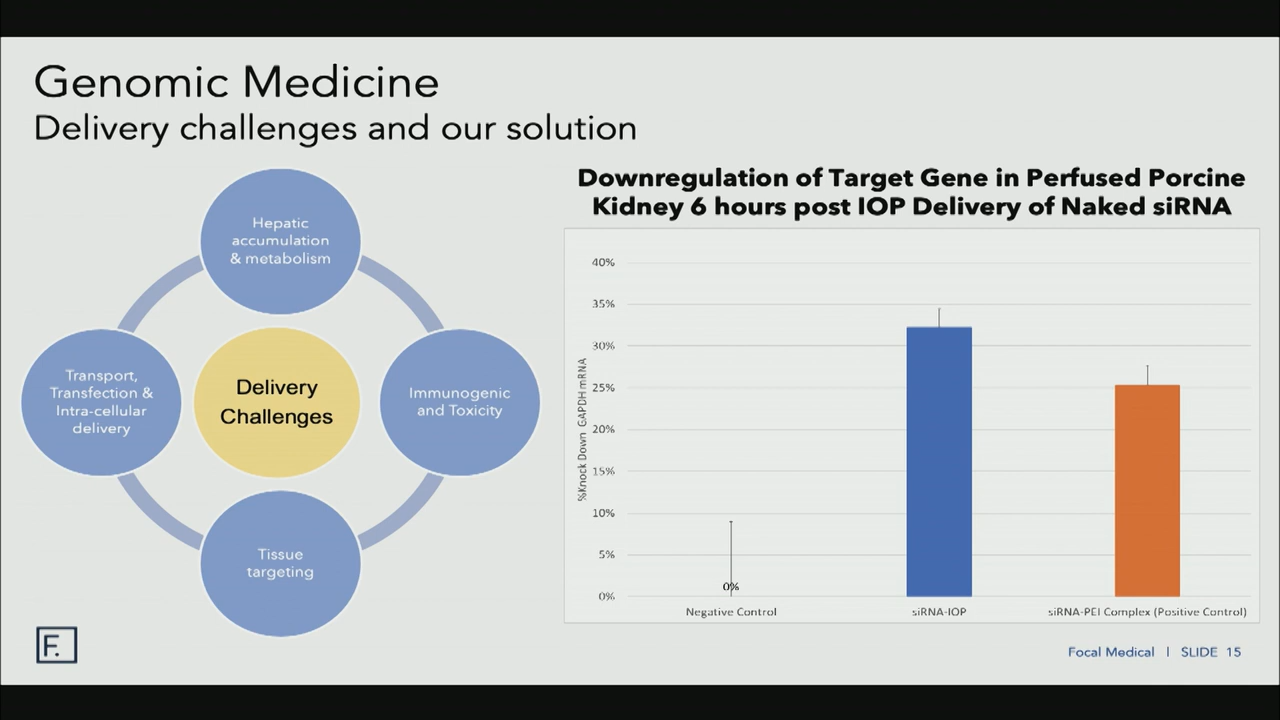 Genomic Medicine
Delivery challenges and our solution
Hepatic
accumulation
& metabolism
Transport,
Transfection &
Intra-cellular
delivery
Delivery
Challenges
Immunogenic
and Toxicity
Tissue
targeting
Downregulation of Target Gene in Perfused Porcine
Kidney 6 hours post IOP Delivery of Naked siRNA
%Knock Down GAPDH mRNA
40%
35%
30%
25%
20%
15%
10%
5%
0%
0%
Negative Control
siRNA-IOP
siRNA-PEI Complex (Positive Control)
F.
Focal Medical | SLIDE 15